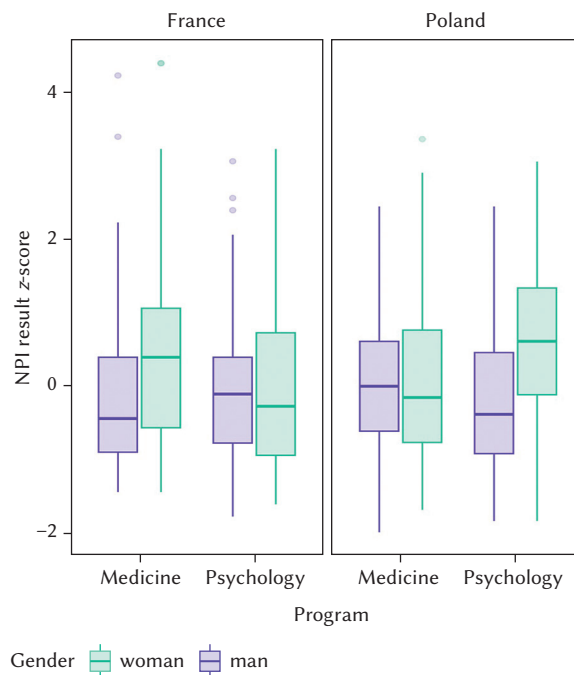 France Poland
4
2
0
−2
NPI result z-score
Medicine Psychology Medicine Psychology
Program
Gender woman man